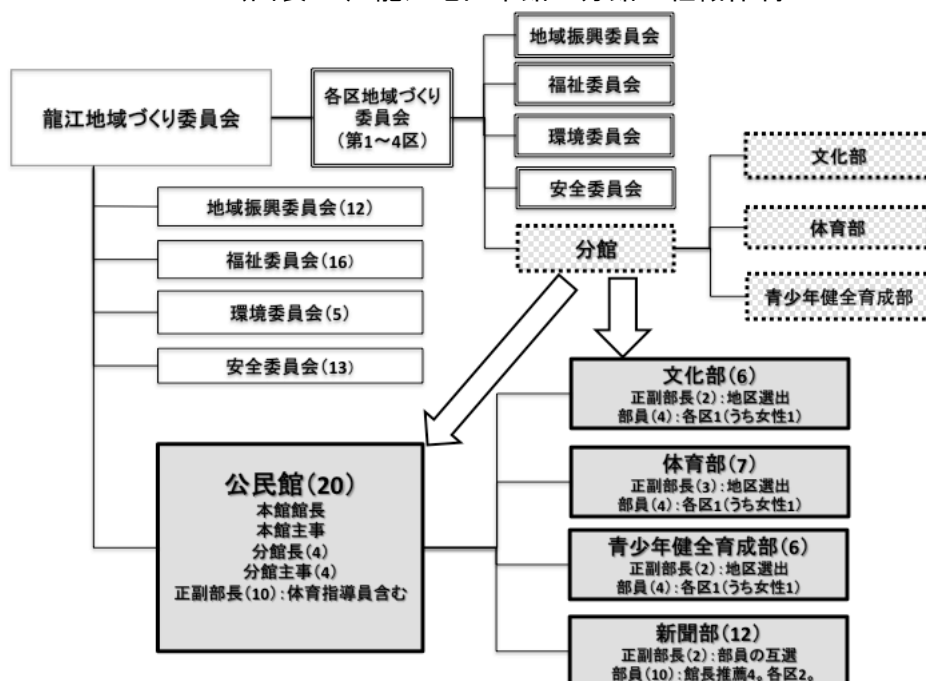 龍江地域づくり委員会
各区地域づくり
委員会
(第1~4区)
地域振興委員会
福祉委員会
環境委員会
安全委員会
分館
文化部
体育部
青少年健全育成部
地域振興委員会(12)
福祉委員会(16)
環境委員会(5)
安全委員会(13)
公民館(20)
本館館長
本館主事
分館長(4)
分館主事(4)
正副部長(10):体育指導員含む
文化部(6)
正副部長(2):地区選出
部員(4):各区1(うち女性1)
体育部(7)
正副部長(3):地区選出
部員(4):各区1(うち女性1)
青少年健全育成部(6)
正副部長(2):地区選出
部員(4):各区1(うち女性1)
新聞部(12)
正副部長(2):部員の互選
部員(10):館長推薦4。各区2。